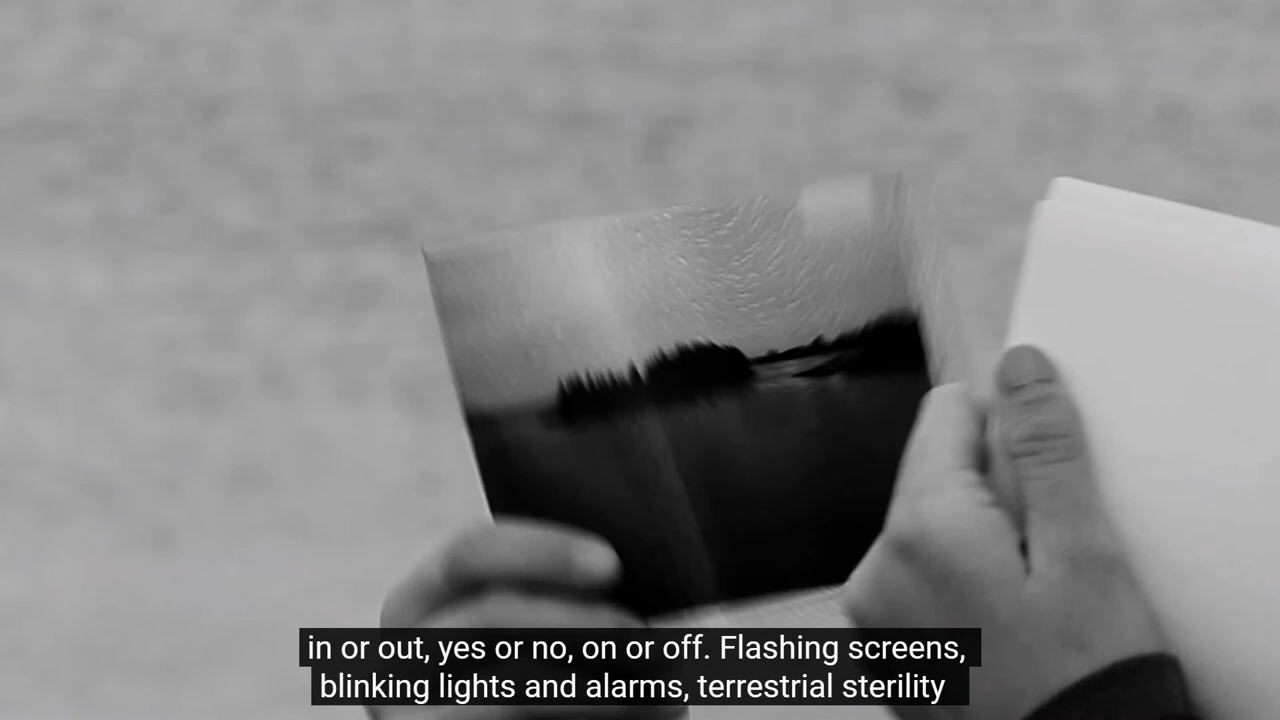 in or out, yes or no, on or off. Flashing screens,
blinking lights and alarms, terrestrial sterility